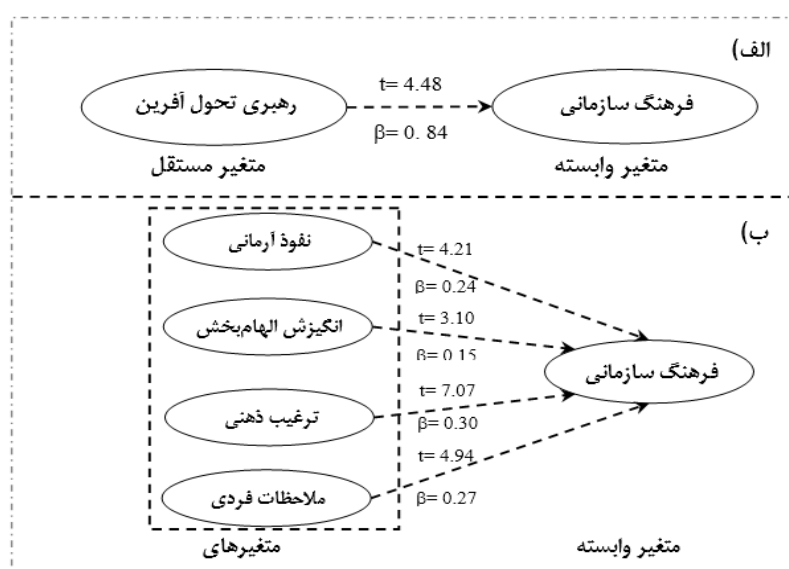 الف)
رهبری تحول آفرین
t= 4.48
β= 0. 84
فرهنگ سازمانی
متغیر مستقل
متغیر وابسته
ب)
نفوذ آرمانی
t= 4.21
β= 0.24
انگیزش الهام‌بخش
t= 3.10
β= 0.15
فرهنگ سازمانی
ترغیب ذهنی
t= 7.07
β= 0.30
ملاحظات فردی
t= 4.94
β= 0.27
متغیرهای
متغیر وابسته